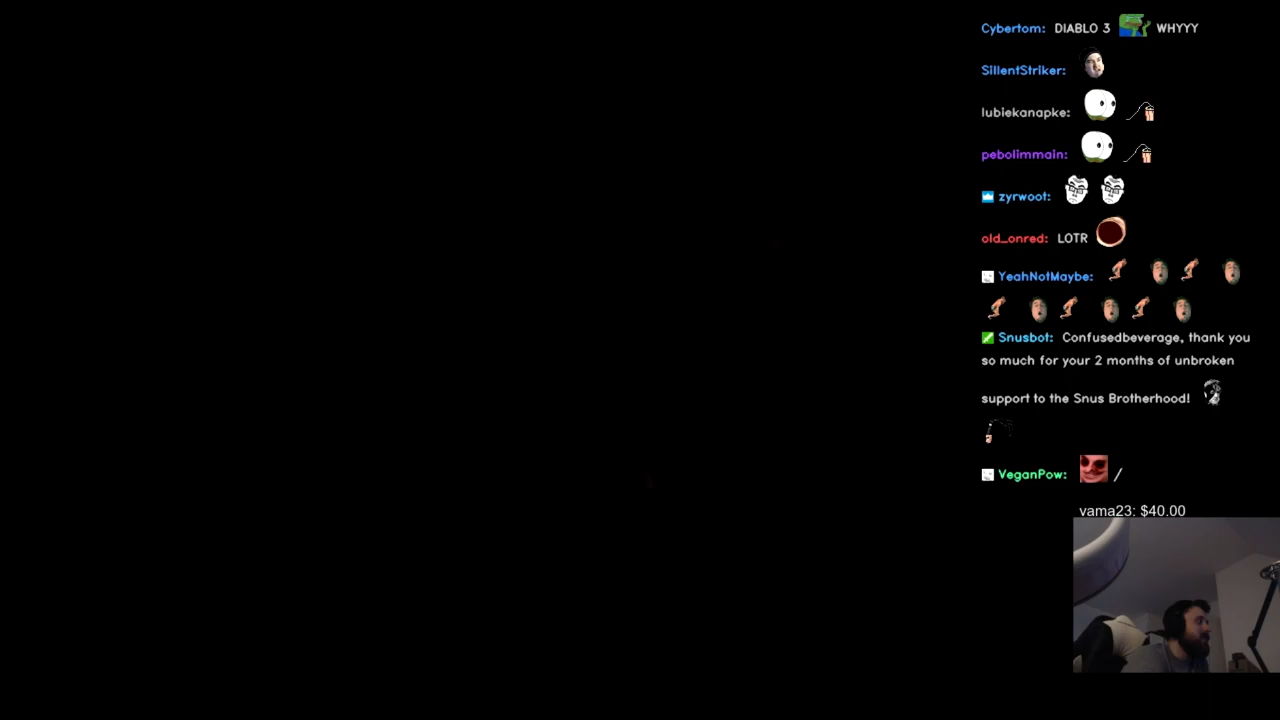 Cybertom: DIABLO 3 WHYYY
SillentStriker:
lubiekanapke:
pebolimmain:
zyrwoot:
old_onred: LOTR
YeahNotMaybe:
Snusbot: Confusedbeverage, thank you
so much for your 2 months of unbroken
support to the Snus Brotherhood!
VeganPow: /
vama23: $40.00